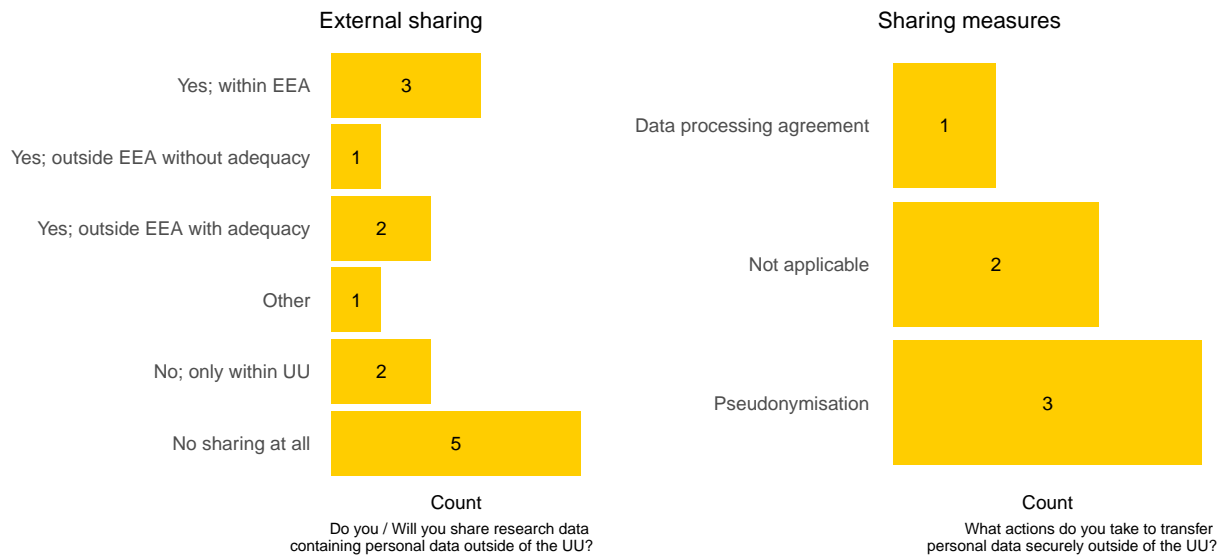 External sharing
Yes; within EEA
3
Yes; outside EEA without adequacy
1
Yes; outside EEA with adequacy
2
Other
1
No; only within UU
2
No sharing at all
5
Count
Do you / Will you share research data
containing personal data outside of the UU?
Sharing measures
Data processing agreement
1
Not applicable
2
Pseudonymisation
3
Count
What actions do you take to transfer
personal data securely outside of the UU?